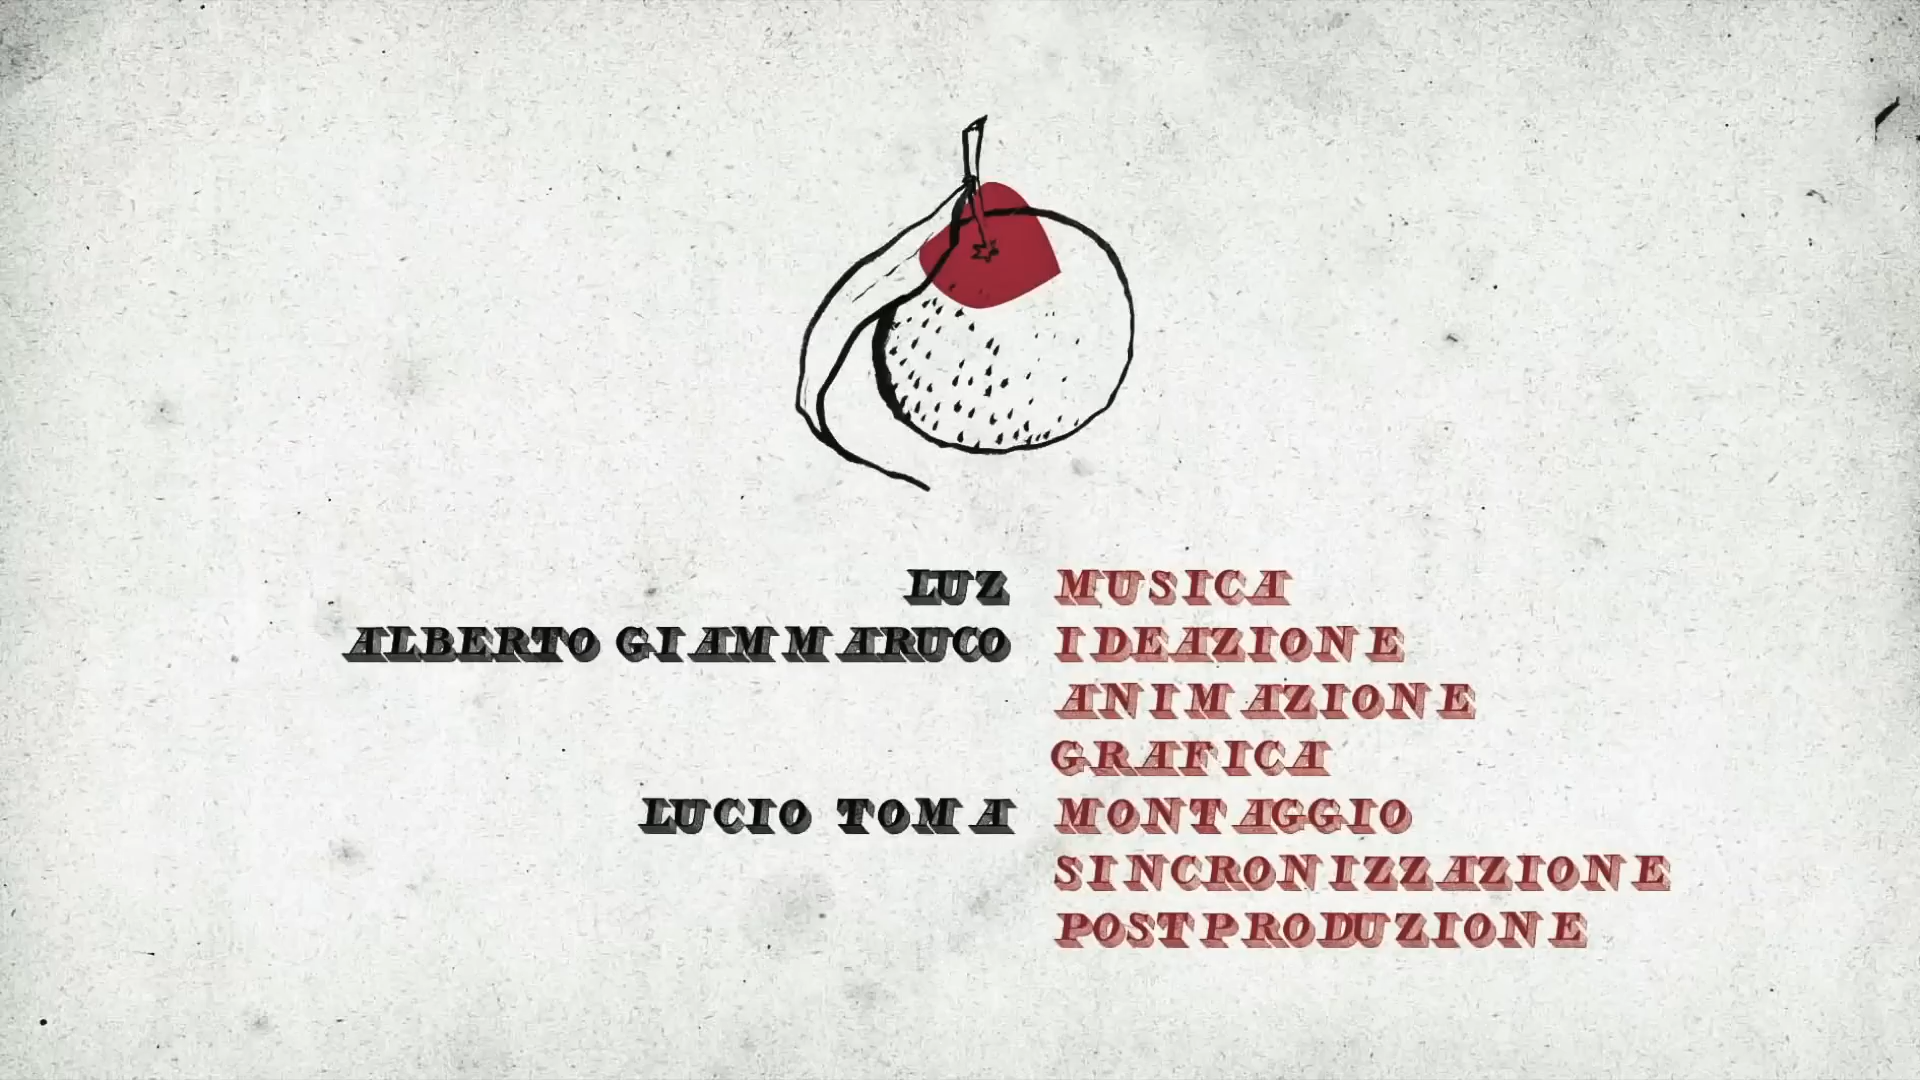 LUZ MUSICA
ALBERTO GIAMMARUCO IDEAZIONE
ANIMAZIONE
GRAFICA
LUCIO TOMA MONTAGGIO
SINCRONIZZAZIONE
POSTPRODUZIONE